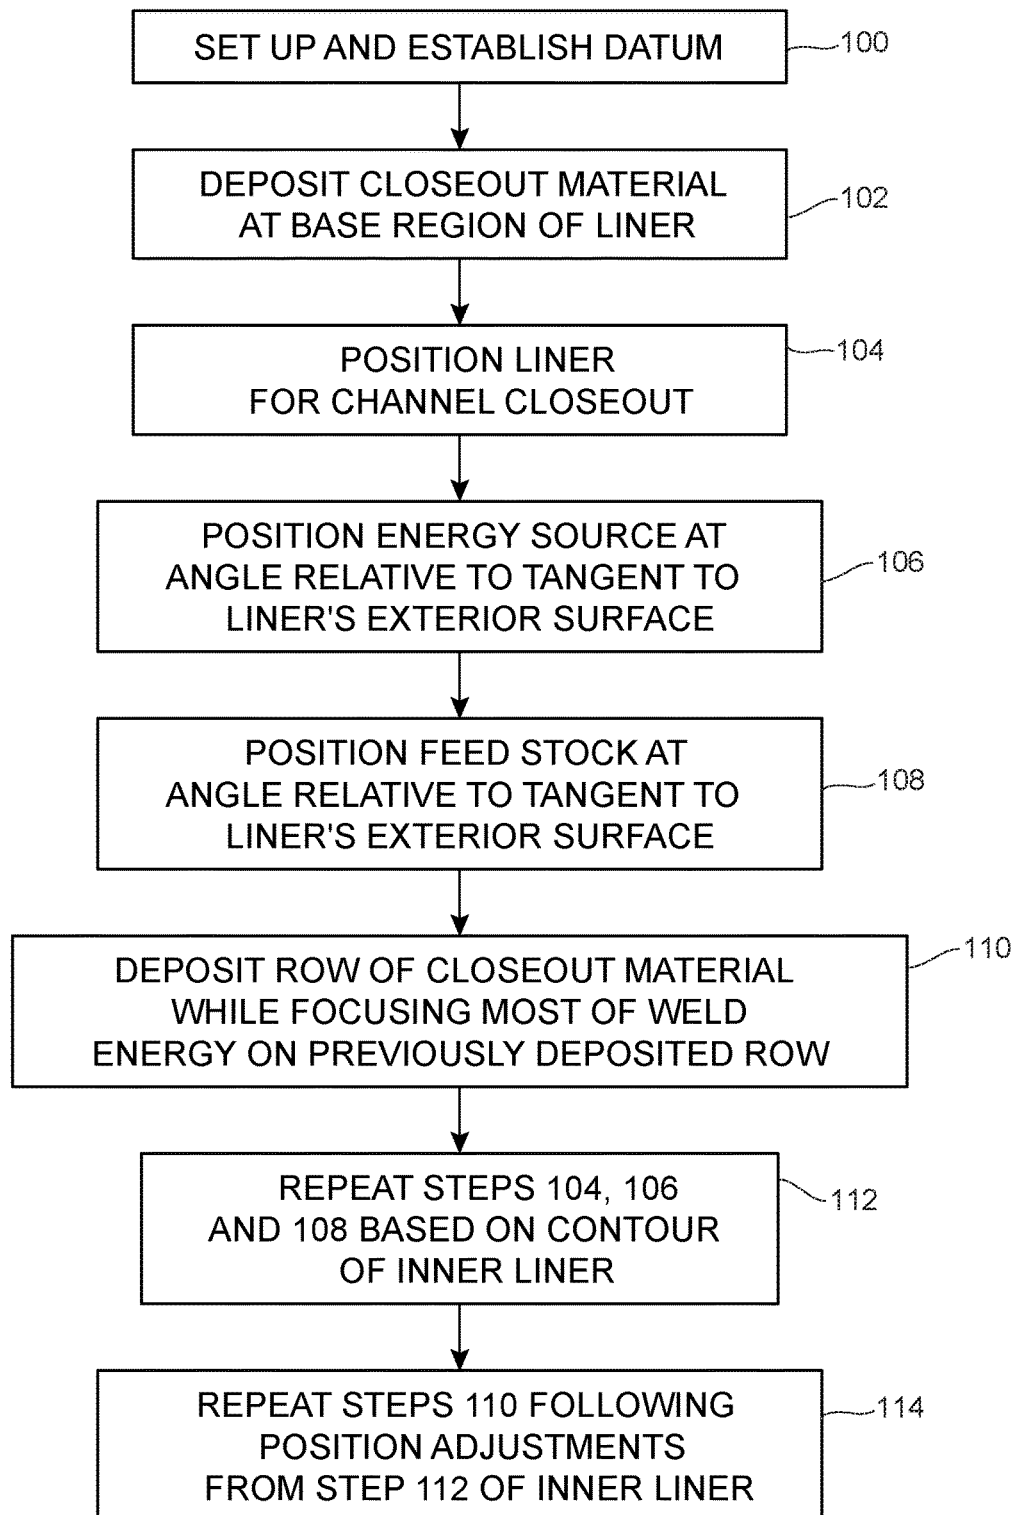 SET UP AND ESTABLISH DATUM
100
DEPOSIT CLOSEOUT MATERIAL
AT BASE REGION OF LINER
102
POSITION LINER
FOR CHANNEL CLOSEOUT
104
POSITION ENERGY SOURCE AT
ANGLE RELATIVE TO TANGENT TO
LINER'S EXTERIOR SURFACE
106
POSITION FEED STOCK AT
ANGLE RELATIVE TO TANGENT TO
LINER'S EXTERIOR SURFACE
108
DEPOSIT ROW OF CLOSEOUT MATERIAL
WHILE FOCUSING MOST OF WELD
ENERGY ON PREVIOUSLY DEPOSITED ROW
110
REPEAT STEPS 104, 106
AND 108 BASED ON CONTOUR
OF INNER LINER
112
REPEAT STEPS 110 FOLLOWING
POSITION ADJUSTMENTS
FROM STEP 112 OF INNER LINER
114